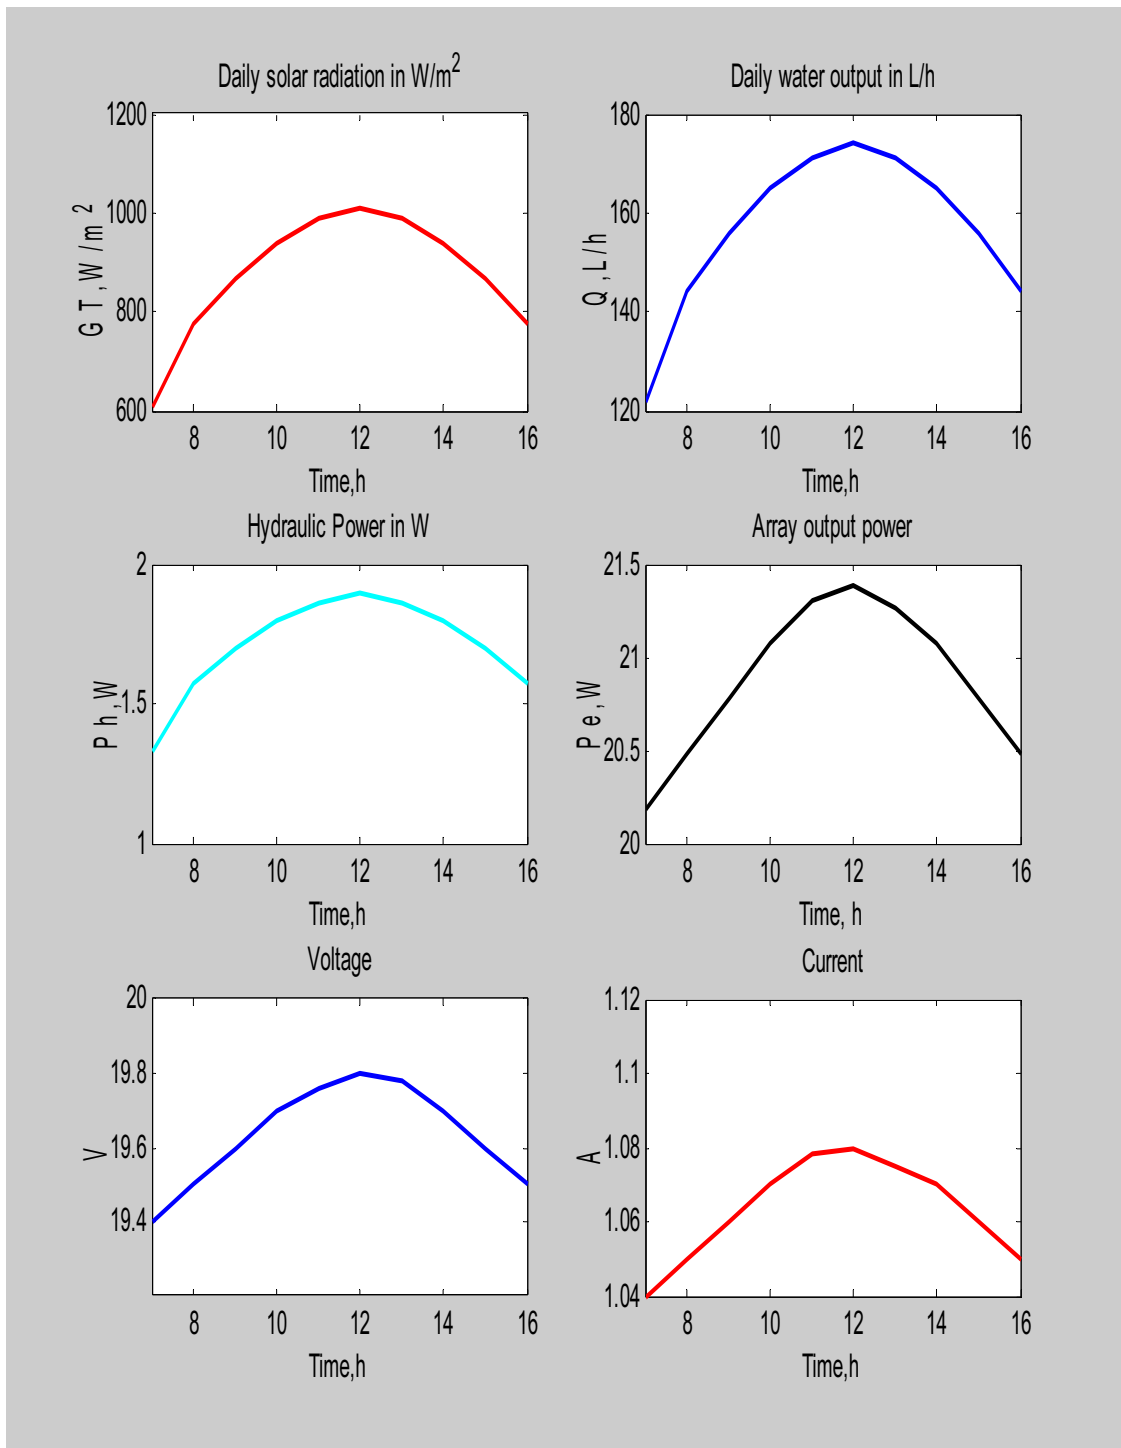 Daily solar radiation in W/m2
1200
1000
800
600
G T , W / m 2
8 10 12 14 16
Time,h
Daily water output in L/h
180
160
140
120
Q , L / h
8 10 12 14 16
Time,h
Hydraulic Power in W
2
1.5
1
P h , W
8 10 12 14 16
Time,h
Array output power
21.5
21
20.5
20
P e , W
8 10 12 14 16
Time, h
Voltage
20
19.8
19.6
19.4
V
8 10 12 14 16
Time,h
Current
1.12
1.1
1.08
1.06
1.04
A
8 10 12 14 16
Time,h